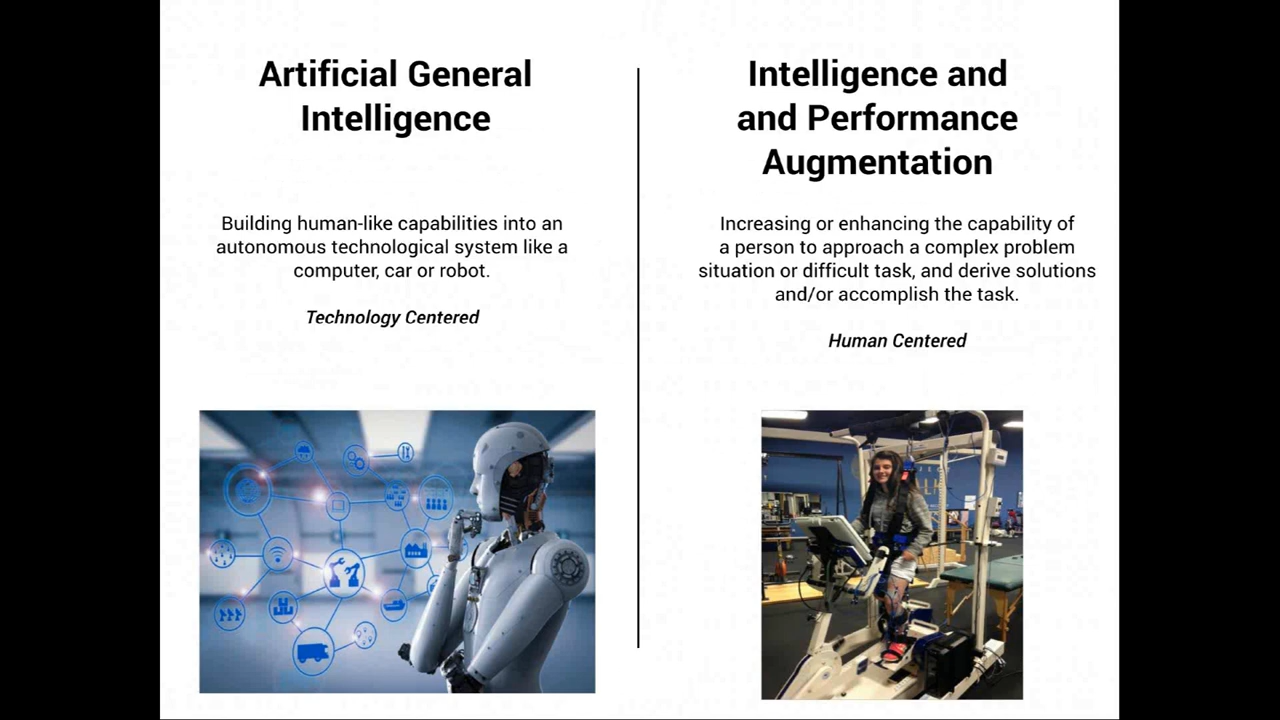 Artificial General
Intelligence
Building human-like capabilities into an
autonomous technological system like a
computer, car or robot.
Technology Centered
Intelligence and
and Performance
Augmentation
Increasing or enhancing the capability of
a person to approach a complex problem
situation or difficult task, and derive solutions
and/or accomplish the task.
Human Centered